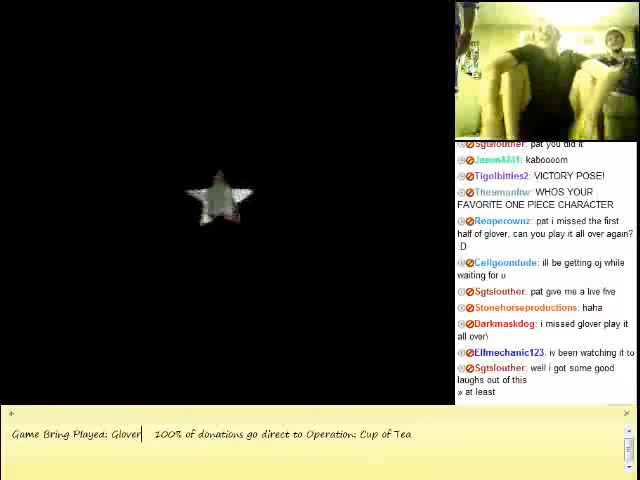 Sgtslouther: pat you did it
Jason4241: kaboooom
Tigolbitties2: VICTORY POSE!
Thesmanltw: WHOS YOUR
FAVORITE ONE PIECE CHARACTER
Reaperownz: pat i missed the first
half of glover, can you play it all over again?
:D
Cellgoondude: ill be getting oj while
waiting for u
Sgtslouther: pat give me a live five
Stonehorseproductions: haha
Darkmaskdog: i missed glover play it
all over\
Elfmechanic123: iv been watching it to
Sgtslouther: well i got some good
laughs out of this
» at least
Game Bring Played: Glover 100% of donations go direct to Operation: Cup of Tea